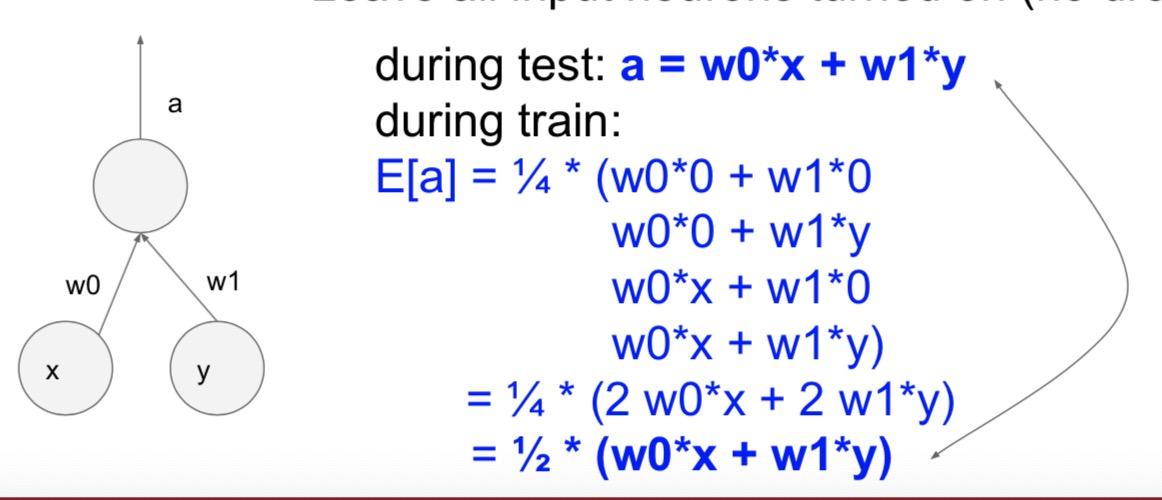 during test: a = w0*x + w1*y
during train:
E[a] = ¼ * (w0*0 + w1*0
w0*0 + w1*y
w0*x + w1*0
w0*x + w1*y)
= ¼ * (2 w0*x + 2 w1*y)
= ½ * (w0*x + w1*y)
a
w0
w1
x
y